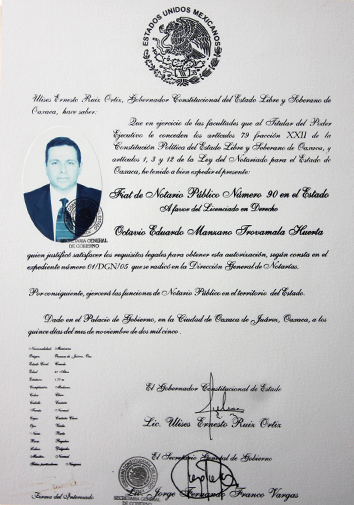 ESTADOS UNIDOS MEXICANOS
Ulises Ernesto Ruiz Ortiz, Gobernador Constitucional del Estado Libre y Soberano de
Oaxaca, hace saber:
Que en ejercicio de las facultades que al Titular del Poder
Ejecutivo le conceden los artículos 79 fracción XXII de la
Constitución Política del Estado Libre y Soberano de Oaxaca, y
artículos 1, 3 y 12 de la Ley del Notariado para el Estado de
Oaxaca, ha tenido a bien expedir el presente:
Fiat de Notario Público Número 90 en el Estado
A favor del Licenciado en Derecho
SECRETARIA GENERAL
DE GOBIERNO
Octavio Eduardo Manzano Trovamala Huerta
quien justificó satisfacer los requisitos legales para obtener esta autorización, según consta en el
expediente número 01/DGN/05 que se radicó en la Dirección General de Notarías.
Por consiguiente, ejercerá las funciones de Notario Público en el territorio del Estado.
Dado en el Palacio de Gobierno, en la Ciudad de Oaxaca de Juárez, Oaxaca, a los
quince días del mes de noviembre de dos mil cinco.
Nacionalidad Mexicana
El Gobernador Constitucional de Estado
Lic. Ulises Ernesto Ruiz Ortiz
El Secretario General de Gobierno
SECRETARIA GENERAL
DE GOBIERNO
Lic. Jorge Fernando Franco Vargas
Firma del Interesado